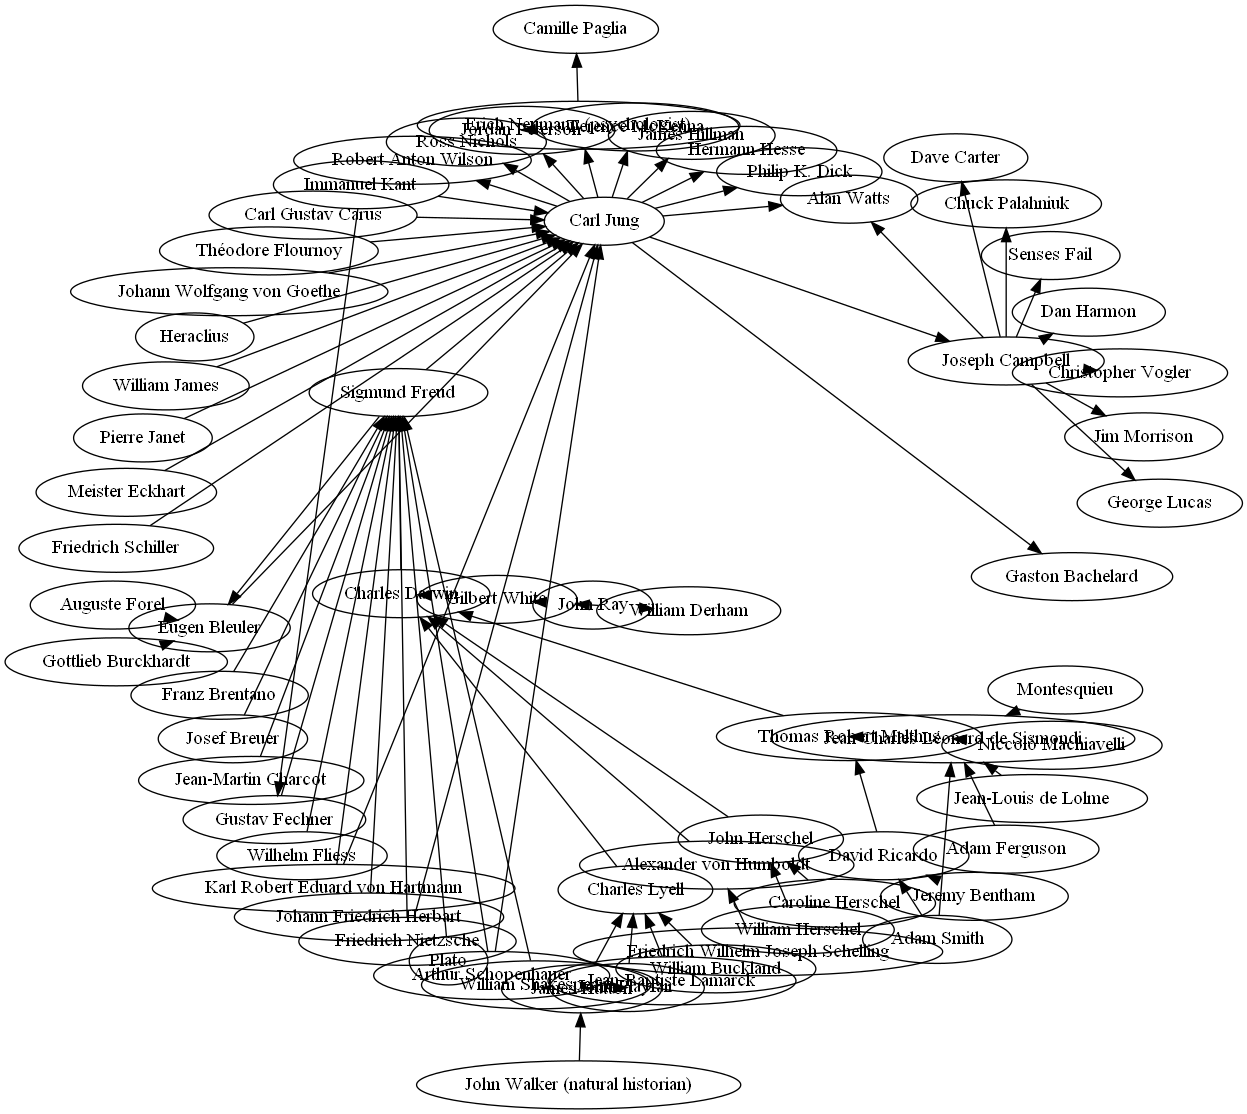 Camille Paglia
Erich Neumann (psychologist)
Jordan Peterson
Terence McKenna
James Hillman
Ross Nichols
Hermann Hesse
Robert Anton Wilson
Dave Carter
Philip K. Dick
Immanuel Kant
Alan Watts
Chuck Palahniuk
Carl Gustav Carus
Carl Jung
Théodore Flournoy
Senses Fail
Johann Wolfgang von Goethe
Dan Harmon
Heraclius
Joseph Campbell
Christopher Vogler
William James
Sigmund Freud
Pierre Janet
Jim Morrison
Meister Eckhart
George Lucas
Friedrich Schiller
Gaston Bachelard
Charles Darwin
Gilbert White
John Ray
William Derham
Auguste Forel
Eugen Bleuler
Gottlieb Burckhardt
Franz Brentano
Montesquieu
Josef Breuer
Thomas Robert Malthus
Jean Charles Léonard de Sismondi
Niccolò Machiavelli
Jean-Martin Charcot
Jean-Louis de Lolme
Gustav Fechner
John Herschel
Adam Ferguson
Wilhelm Fliess
Alexander von Humboldt
David Ricardo
Karl Robert Eduard von Hartmann
Charles Lyell
Caroline Herschel
Jeremy Bentham
Johann Friedrich Herbart
William Herschel
Friedrich Nietzsche
Adam Smith
Friedrich Wilhelm Joseph Schelling
Plato
William Buckland
Arthur Schopenhauer
Jean-Baptiste Lamarck
William
James Hutton
John Walker (natural historian)